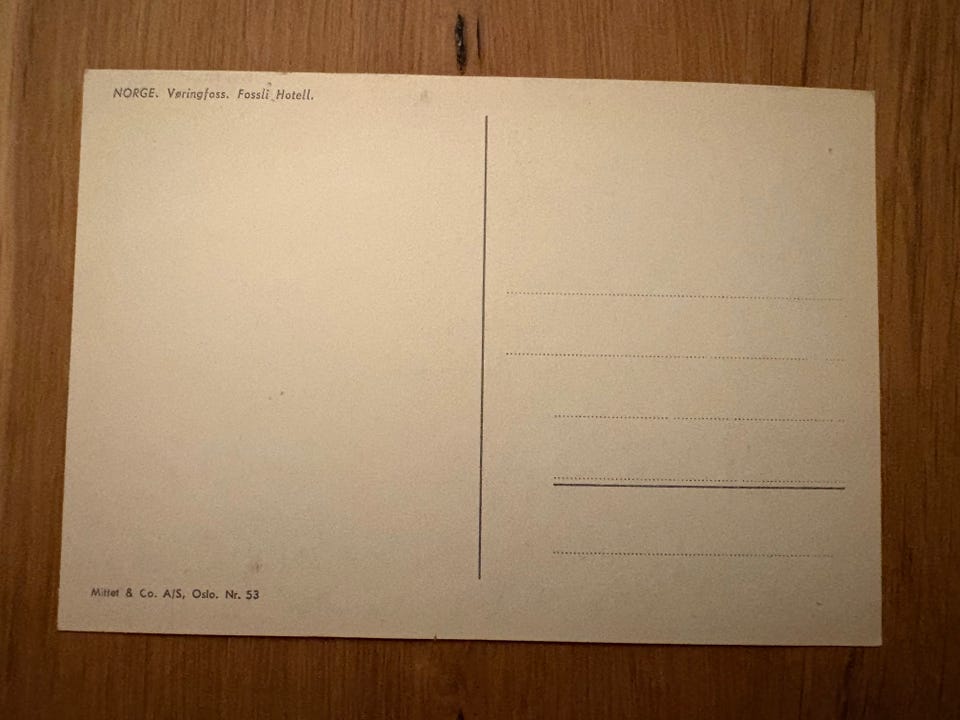 NORGE. Vøringfoss. Fossli Hotell.
Mittet & Co. A/S, Oslo. Nr. 53